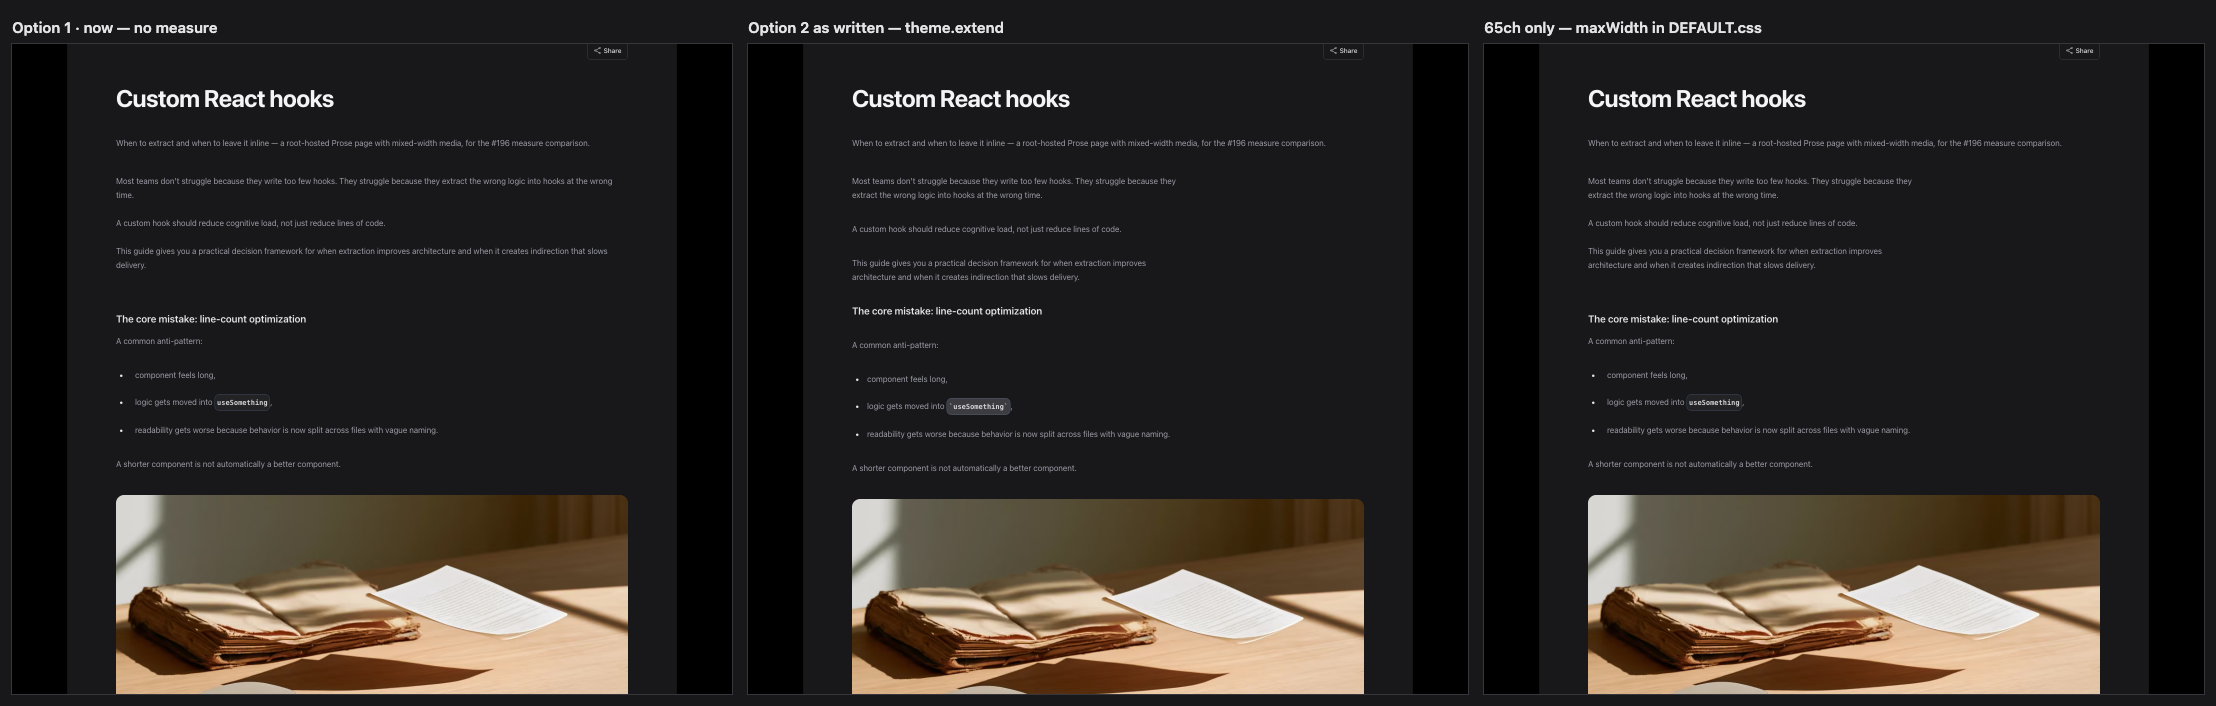 Option 1 · now — no measure
Share
Custom React hooks
When to extract and when to leave it inline — a root-hosted Prose page with mixed-width media, for the #196 measure comparison.
Most teams don't struggle because they write too few hooks. They struggle because they extract the wrong logic into hooks at the wrong
time.
A custom hook should reduce cognitive load, not just reduce lines of code.
This guide gives you a practical decision framework for when extraction improves architecture and when it creates indirection that slows
delivery.
The core mistake: line-count optimization
A common anti-pattern:
• component feels long,
• logic gets moved into useSomething,
• readability gets worse because behavior is now split across files with vague naming.
A shorter component is not automatically a better component.
Option 2 as written — theme.extend
Share
Custom React hooks
When to extract and when to leave it inline — a root-hosted Prose page with mixed-width media, for the #196 measure comparison.
Most teams don't struggle because they write too few hooks. They struggle because they
extract the wrong logic into hooks at the wrong time.
A custom hook should reduce cognitive load, not just reduce lines of code.
This guide gives you a practical decision framework for when extraction improves
architecture and when it creates indirection that slows delivery.
The core mistake: line-count optimization
A common anti-pattern:
• component feels long,
• logic gets moved into `useSomething`,
• readability gets worse because behavior is now split across files with vague naming.
A shorter component is not automatically a better component.
65ch only — maxWidth in DEFAULT.css
Share
Custom React hooks
When to extract and when to leave it inline — a root-hosted Prose page with mixed-width media, for the #196 measure comparison.
Most teams don't struggle because they write too few hooks. They struggle because they
extract the wrong logic into hooks at the wrong time.
A custom hook should reduce cognitive load, not just reduce lines of code.
This guide gives you a practical decision framework for when extraction improves
architecture and when it creates indirection that slows delivery.
The core mistake: line-count optimization
A common anti-pattern:
• component feels long,
• logic gets moved into useSomething,
• readability gets worse because behavior is now split across files with vague naming.
A shorter component is not automatically a better component.